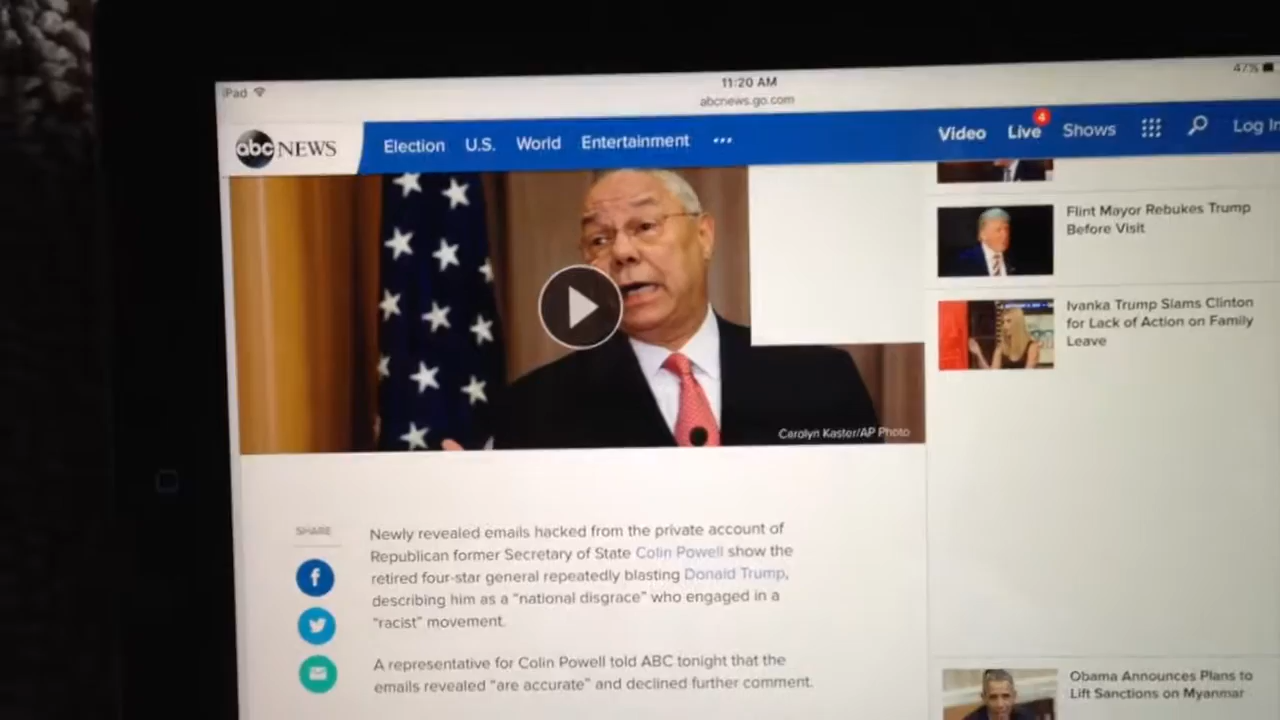 iPad
11:20 AM
47%
abcnews.go.com
abc NEWS
Election U.S. World Entertainment •••
Video Live 4 Shows Log In
Flint Mayor Rebukes Trump
Before Visit
Ivanka Trump Slams Clinton
for Lack of Action on Family
Leave
Carolyn Kaster/AP Photo
SHARE
Newly revealed emails hacked from the private account of
Republican former Secretary of State Colin Powell show the
retired four-star general repeatedly blasting Donald Trump,
describing him as a “national disgrace” who engaged in a
“racist” movement.
A representative for Colin Powell told ABC tonight that the
emails revealed “are accurate” and declined further comment.
Obama Announces Plans to
Lift Sanctions on Myanmar